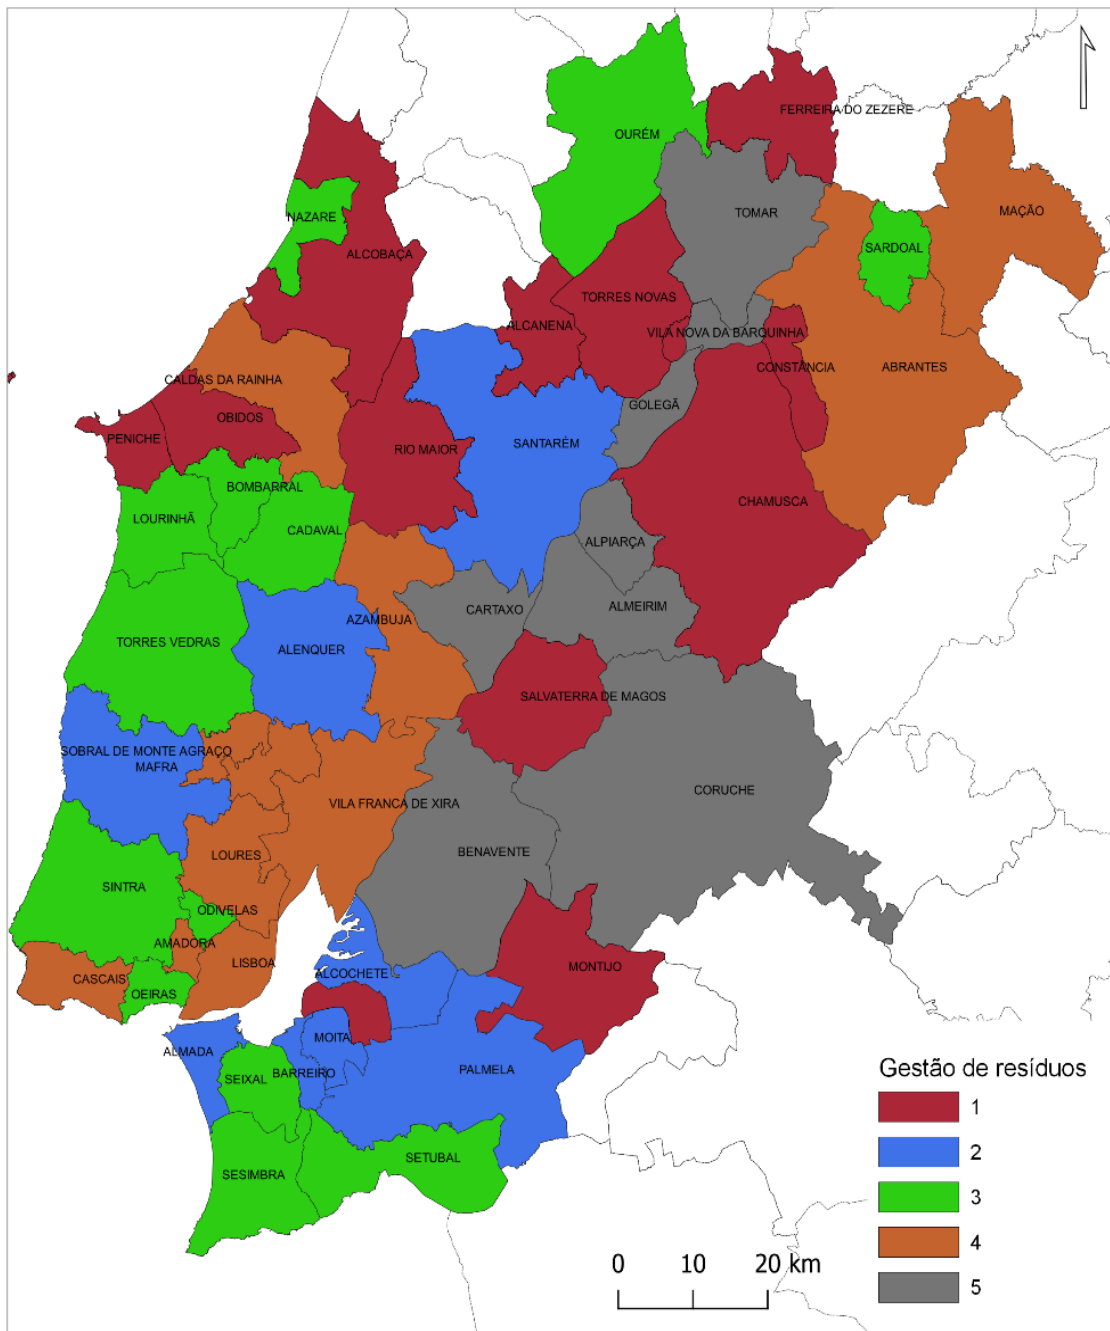 FERREIRA DO ZEZERE
OURÉM
MAÇÃO
TOMAR
NAZARE
SARDOAL
ALCOBAÇA
TORRES NOVAS
ALCANENA
VILA NOVA DA BARQUINHA
CONSTÂNCIA
ABRANTES
CALDAS DA RAINHA
GOLEGÃ
OBIDOS
PENICHE
RIO MAIOR
SANTARÉM
BOMBARRAL
CHAMUSCA
LOURINHÃ
CADAVAL
ALPIARÇA
CARTAXO
ALMEIRIM
AZAMBUJA
TORRES VEDRAS
ALENQUER
SALVATERRA DE MAGOS
SOBRAL DE MONTE AGRAÇO
MAFRA
CORUCHE
VILA FRANCA DE XIRA
BENAVENTE
LOURES
SINTRA
ODIVELAS
AMADORA
LISBOA
MONTIJO
CASCAIS
ALCOCHETE
OEIRAS
MOITA
ALMADA
PALMELA
BARREIRO
SEIXAL
SETUBAL
SESIMBRA
Gestão de resíduos
1
2
3
4
5
0 10 20 km